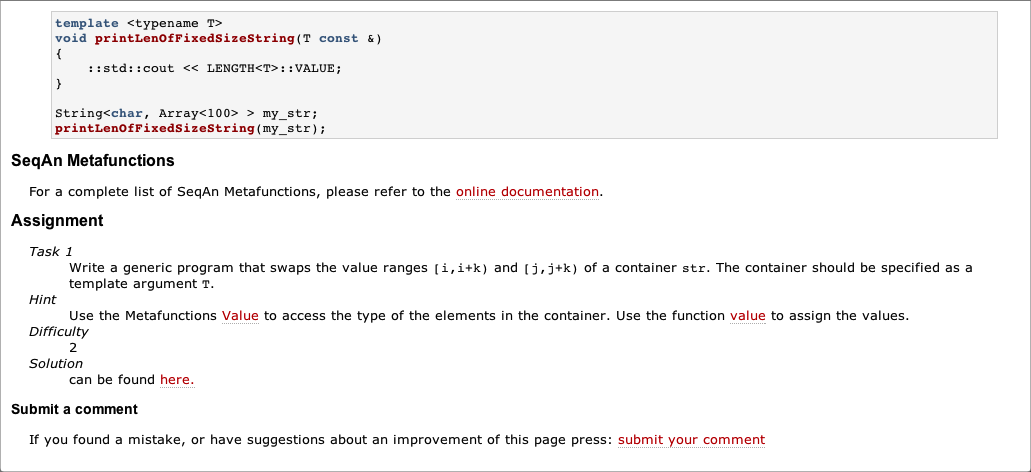 template <typename T>
void printLenOfFixedSizeString(T const &)
{
    ::std::cout << LENGTH<T>::VALUE;
}

String<char, Array<100> > my_str;
printLenOfFixedSizeString(my_str);
SeqAn Metafunctions
For a complete list of SeqAn Metafunctions, please refer to the online documentation.
Assignment
Task 1
Write a generic program that swaps the value ranges [i,i+k) and [j,j+k) of a container str. The container should be specified as a
template argument T.
Hint
Use the Metafunctions Value to access the type of the elements in the container. Use the function value to assign the values.
Difficulty
2
Solution
can be found here.
Submit a comment
If you found a mistake, or have suggestions about an improvement of this page press: submit your comment